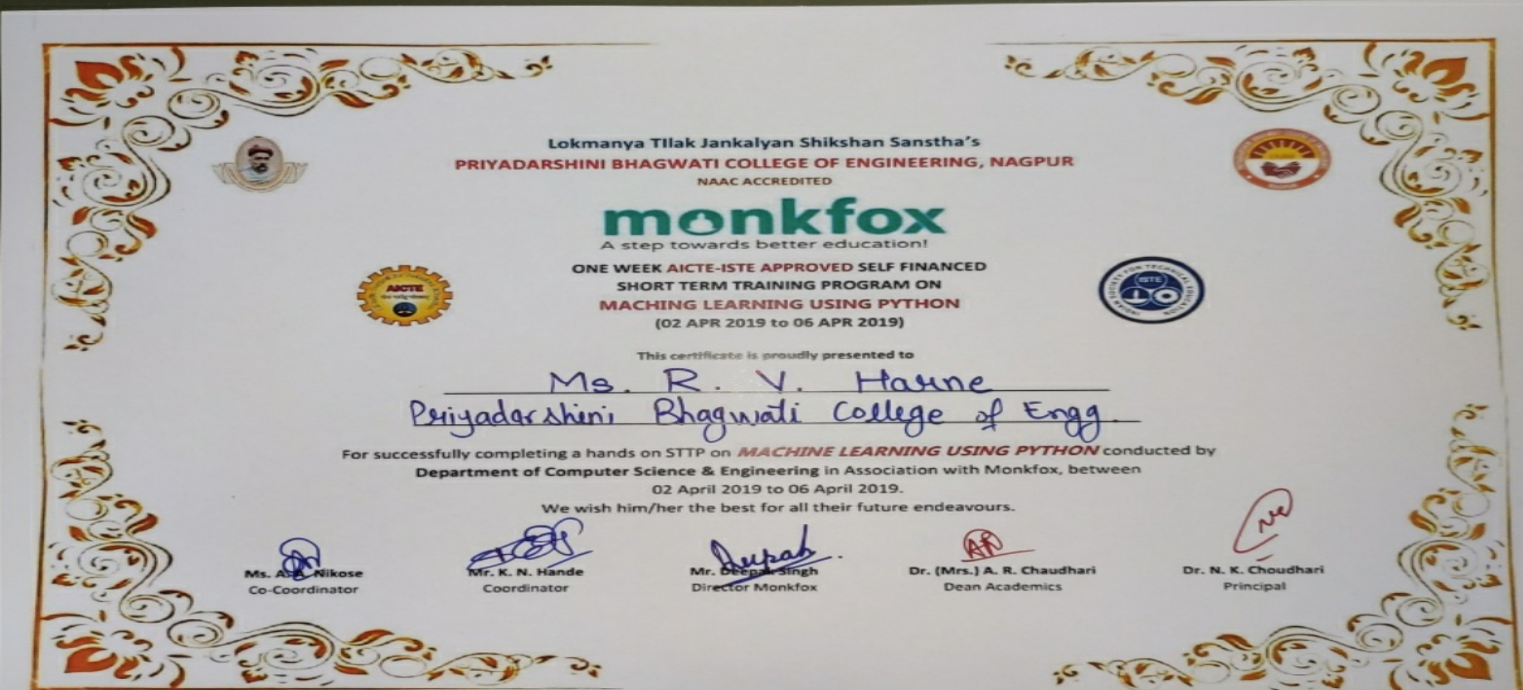 Lokmanya TIlak Jankalyan Shikshan Sanstha's
PRIYADARSHINI BHAGWATI COLLEGE OF ENGINEERING, NAGPUR
NAAC ACCREDITED
monkfox
A step towards better education!
AICTE
ISTE
ONE WEEK AICTE-ISTE APPROVED SELF FINANCED
SHORT TERM TRAINING PROGRAM ON
MACHING LEARNING USING PYTHON
(02 APR 2019 to 06 APR 2019)
This certificate is proudly presented to
Ms. R. V. Harne
Priyadarshini Bhagwati College of Engg.
For successfully completing a hands on STTP on MACHINE LEARNING USING PYTHON conducted by
Department of Computer Science & Engineering in Association with Monkfox, between
02 April 2019 to 06 April 2019.
We wish him/her the best for all their future endeavours.
Ms. A. Nikose
Co-Coordinator
Mr. K. N. Hande
Coordinator
Mr. Deepak Singh
Director Monkfox
Dr. (Mrs.) A. R. Chaudhari
Dean Academics
Dr. N. K. Choudhari
Principal